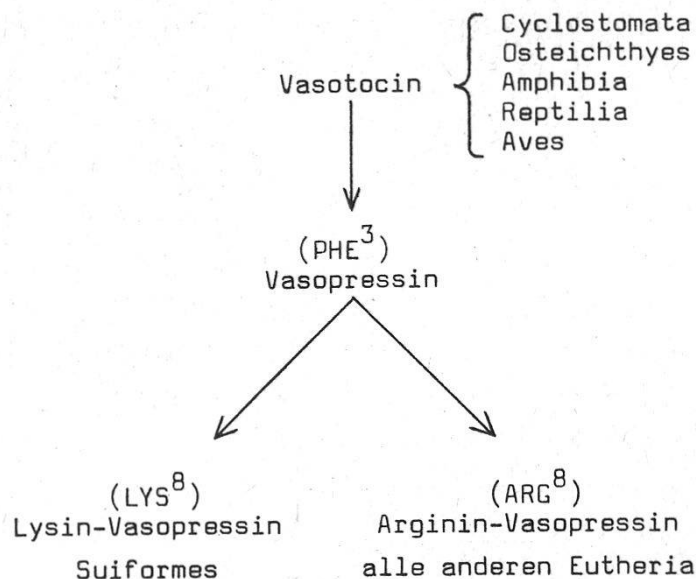 Cyclostomata
Osteichthyes
Vasotocin
Amphibia
Reptilia
Aves
(PHE³)
Vasopressin
(LYS⁸)
Lysin-Vasopressin
Suiformes
(ARG⁸)
Arginin-Vasopressin
alle anderen Eutheria